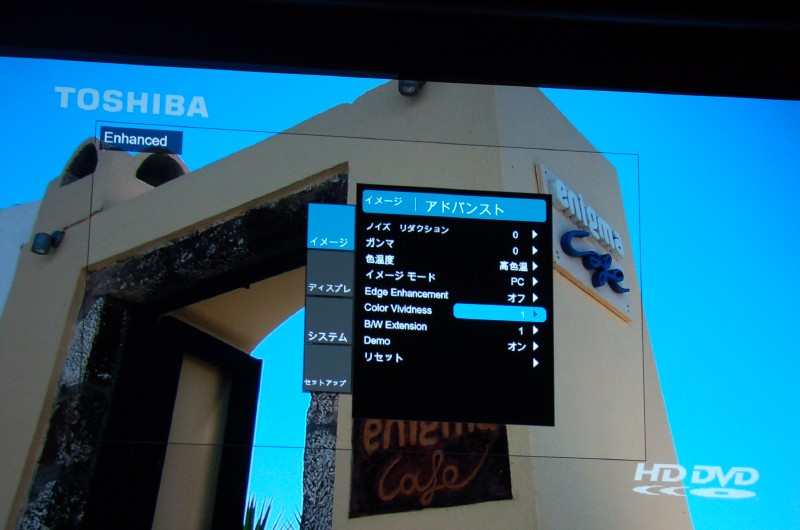 TOSHIBA
Enhanced
イメージ
ディスプレ
システム
セットアップ
イメージ | アドバンスト
ノイズ リダクション 0
ガンマ 0
色温度 高色温
イメージ モード PC
Edge Enhancement オフ
Color Vividness 1
B/W Extension 1
Demo オン
リセット
enigma
Cafe
enigma
Cafe
HD DVD